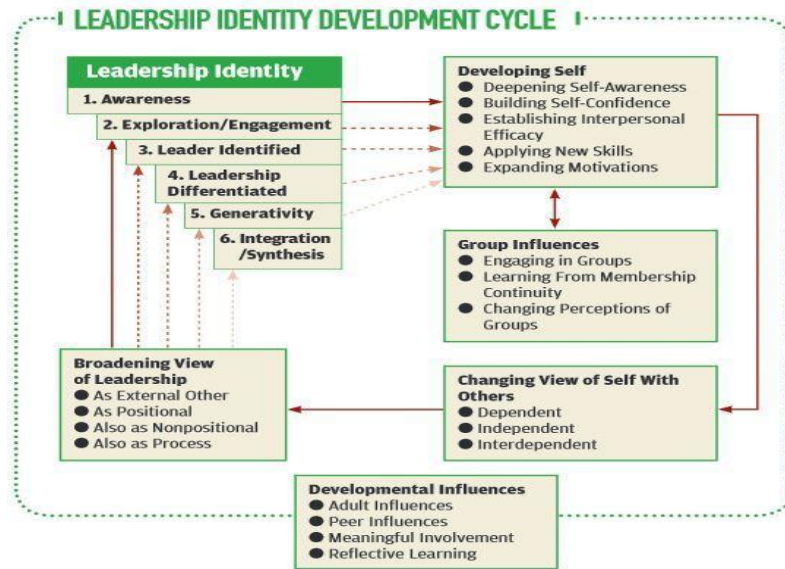 LEADERSHIP IDENTITY DEVELOPMENT CYCLE
Leadership Identity
1. Awareness
2. Exploration/Engagement
3. Leader Identified
4. Leadership
Differentiated
5. Generativity
6. Integration
/Synthesis
Developing Self
● Deepening Self-Awareness
● Building Self-Confidence
● Establishing Interpersonal
Efficacy
● Applying New Skills
● Expanding Motivations
Group Influences
● Engaging in Groups
● Learning From Membership
Continuity
● Changing Perceptions of
Groups
Broadening View
of Leadership
● As External Other
● As Positional
● Also as Nonpositional
● Also as Process
Changing View of Self With
Others
● Dependent
● Independent
● Interdependent
Developmental Influences
● Adult Influences
● Peer Influences
● Meaningful Involvement
● Reflective Learning